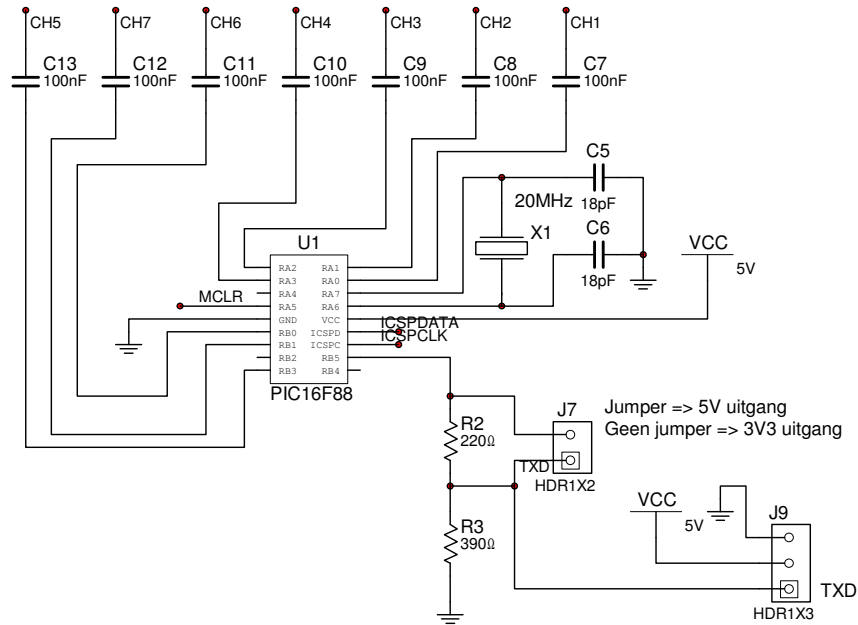 CH5
CH7
CH6
CH4
CH3
CH2
CH1
C13
100nF
C12
100nF
C11
100nF
C10
100nF
C9
100nF
C8
100nF
C7
100nF
C5
18pF
20MHz
X1
C6
18pF
VCC
5V
U1
RA2 RA1
RA3 RA0
RA4 RA7
RA5 RA6
GND VCC
RB0 ICSPD
RB1 ICSPC
RB2 RB5
RB3 RB4
PIC16F88
MCLR
ICSPDATA
ICSPCLK
R2
220Ω
J7
TXD
HDR1X2
Jumper => 5V uitgang
Geen jumper => 3V3 uitgang
R3
390Ω
VCC
5V
J9
TXD
HDR1X3